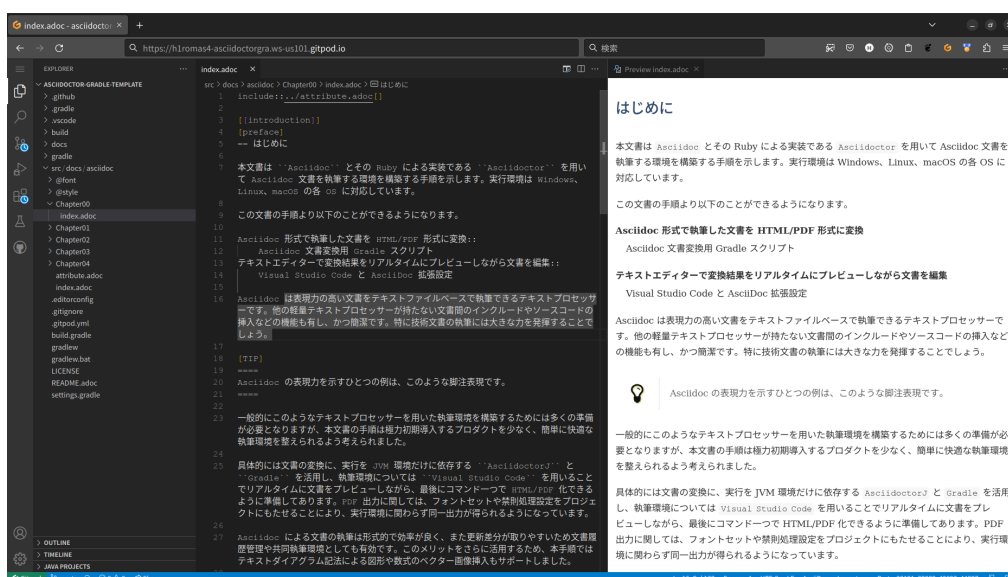 index.adoc - asciidoctor-
https://h1romas4-asciidoctorgra.ws-us101.gitpod.io
検索
EXPLORER
ASCIIDOCTOR-GRADLE-TEMPLATE
.github
.gradle
.vscode
build
docs
gradle
src / docs / asciidoc
@font
@style
Chapter00
index.adoc
Chapter01
Chapter02
Chapter03
Chapter04
attribute.adoc
index.adoc
.editorconfig
.gitignore
.gitpod.yml
build.gradle
gradlew
gradlew.bat
LICENSE
README.adoc
settings.gradle
OUTLINE
TIMELINE
JAVA PROJECTS
index.adoc
src > docs > asciidoc > Chapter00 > index.adoc > はじめに
1 include::../attribute.adoc[]
2
3 [[introduction]]
4 [preface]
5 == はじめに
6
7 本文書は ``Asciidoc`` とその Ruby による実装である ``Asciidoctor`` を用い
て Asciidoc 文書を執筆する環境を構築する手順を示します。実行環境は Windows、
Linux、macOS の各 OS に対応しています。
8
9 この文書の手順より以下のことができるようになります。
10
11 Asciidoc 形式で執筆した文書を HTML/PDF 形式に変換::
12 Asciidoc 文書変換用 Gradle スクリプト
13 テキストエディターで変換結果をリアルタイムにプレビューしながら文書を編集::
14 Visual Studio Code と AsciiDoc 拡張設定
15
16 Asciidoc は表現力の高い文書をテキストファイルベースで執筆できるテキストプロセッサ
ーです。他の軽量テキストプロセッサーが持たない文書間のインクルードやソースコードの
挿入などの機能も有し、かつ簡潔です。特に技術文書の執筆には大きな力を発揮することで
しょう。
17
18 [TIP]
19 ====
20 Asciidoc の表現力を示すひとつの例は、このような脚注表現です。
21 ====
22
23 一般的にこのようなテキストプロセッサーを用いた執筆環境を構築するためには多くの準備
が必要となりますが、本文書の手順は極力初期導入するプロダクトを少なく、簡単に快適な
執筆環境を整えられるよう考えられました。
24
25 具体的には文書の変換に、実行を JVM 環境だけに依存する ``AsciidoctorJ`` と
``Gradle`` を活用し、執筆環境については ``Visual Studio Code`` を用いること
でリアルタイムに文書をプレビューしながら、最後にコマンド一つで HTML/PDF 化できる
ように準備してあります。PDF 出力に関しては、フォントセットや禁則処理設定をプロジェ
クトにもたせることにより、実行環境に関わらず同一出力が得られるようになっています。
26
27 Asciidoc による文書の執筆は形式的で効率が良く、また更新差分が取りやすいため文書履
歴管理や共同執筆環境としても有効です。このメリットをさらに活用するため、本手順では
テキストダイアグラム記法による図形や数式のベクター画像挿入もサポートしました。
Preview index.adoc
はじめに
本文書は Asciidoc とその Ruby による実装である Asciidoctor を用いて Asciidoc 文書を
執筆する環境を構築する手順を示します。実行環境は Windows、Linux、macOS の各 OS に
対応しています。
この文書の手順より以下のことができるようになります。
Asciidoc 形式で執筆した文書を HTML/PDF 形式に変換
Asciidoc 文書変換用 Gradle スクリプト
テキストエディターで変換結果をリアルタイムにプレビューしながら文書を編集
Visual Studio Code と AsciiDoc 拡張設定
Asciidoc は表現力の高い文書をテキストファイルベースで執筆できるテキストプロセッサーで
す。他の軽量テキストプロセッサーが持たない文書間のインクルードやソースコードの挿入など
の機能も有し、かつ簡潔です。特に技術文書の執筆には大きな力を発揮することでしょう。
Asciidoc の表現力を示すひとつの例は、このような脚注表現です。
一般的にこのようなテキストプロセッサーを用いた執筆環境を構築するためには多くの準備が必
要となりますが、本文書の手順は極力初期導入するプロダクトを少なく、簡単に快適な執筆環境
を整えられるよう考えられました。
具体的には文書の変換に、実行を JVM 環境だけに依存する AsciidoctorJ と Gradle を活用
し、執筆環境については Visual Studio Code を用いることでリアルタイムに文書をプレ
ビューしながら、最後にコマンド一つで HTML/PDF 化できるように準備してあります。PDF
出力に関しては、フォントセットや禁則処理設定をプロジェクトにもたせることにより、実行環
境に関わらず同一出力が得られるようになっています。